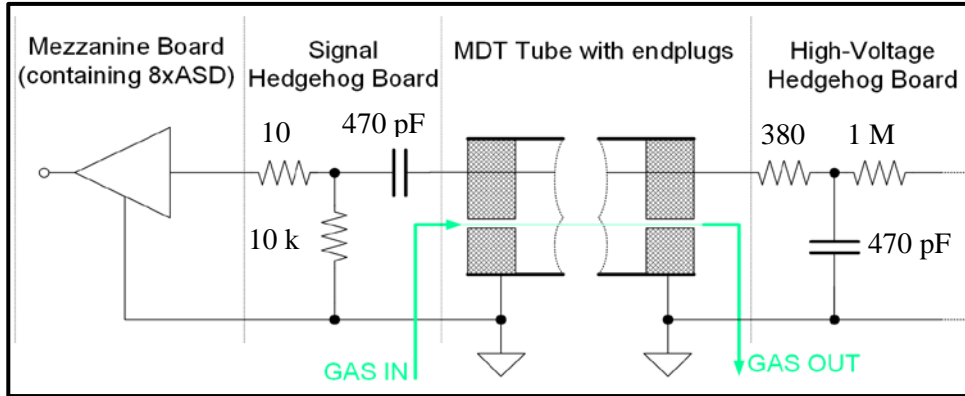 Mezzanine Board
(containing 8xASD)
Signal
Hedgehog Board
MDT Tube with endplugs
High-Voltage
Hedgehog Board
10
470 pF
380
1 M
10 k
470 pF
GAS IN
GAS OUT